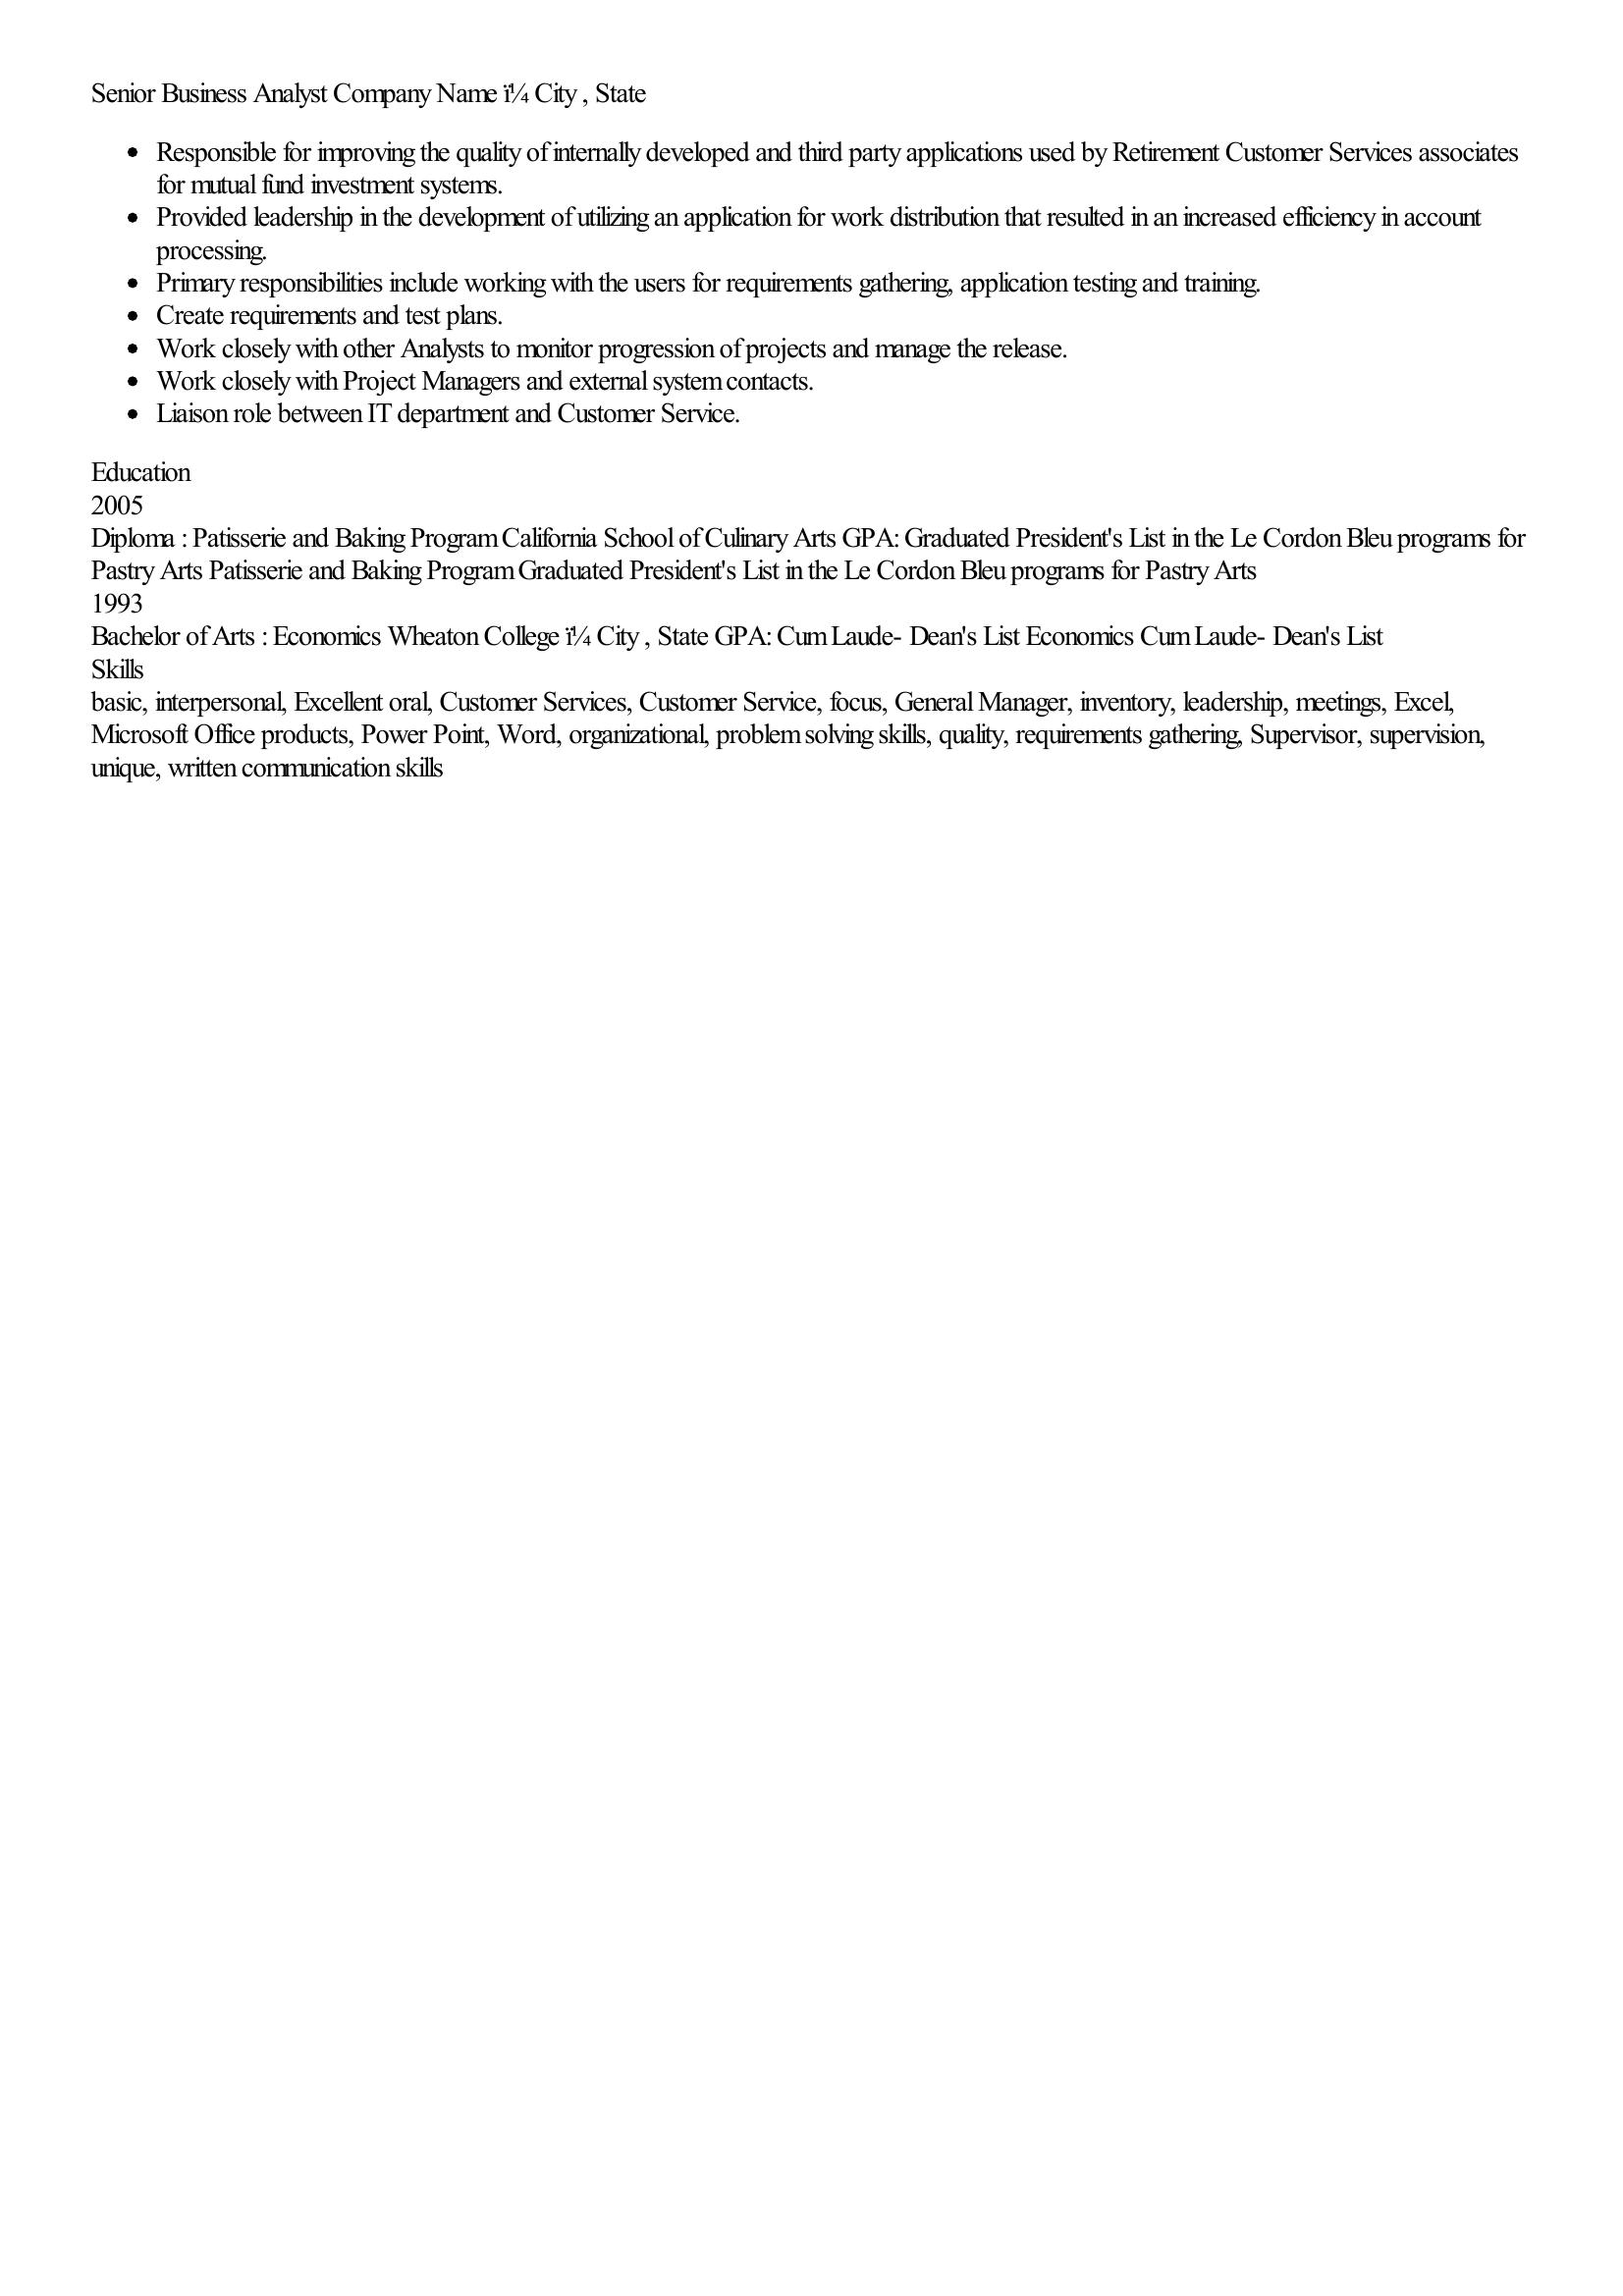 Senior Business Analyst Company Name ï¼ City , State
• Responsible for improving the quality of internally developed and third party applications used by Retirement Customer Services associates
for mutual fund investment systems.
• Provided leadership in the development of utilizing an application for work distribution that resulted in an increased efficiency in account
processing.
• Primary responsibilities include working with the users for requirements gathering, application testing and training.
• Create requirements and test plans.
• Work closely with other Analysts to monitor progression of projects and manage the release.
• Work closely with Project Managers and external system contacts.
• Liaison role between IT department and Customer Service.
Education
2005
Diploma : Patisserie and Baking Program California School of Culinary Arts GPA: Graduated President's List in the Le Cordon Bleu programs for
Pastry Arts Patisserie and Baking Program Graduated President's List in the Le Cordon Bleu programs for Pastry Arts
1993
Bachelor of Arts : Economics Wheaton College ï¼ City , State GPA: Cum Laude- Dean's List Economics Cum Laude- Dean's List
Skills
basic, interpersonal, Excellent oral, Customer Services, Customer Service, focus, General Manager, inventory, leadership, meetings, Excel,
Microsoft Office products, Power Point, Word, organizational, problem solving skills, quality, requirements gathering, Supervisor, supervision,
unique, written communication skills